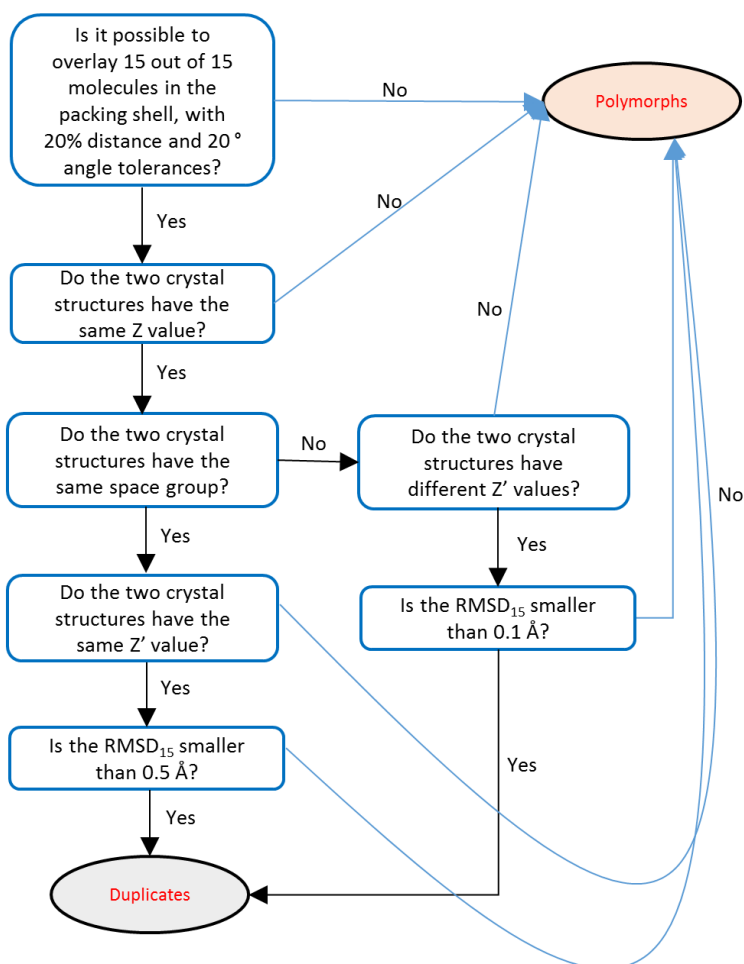 Is it possible to
overlay 15 out of 15
molecules in the
packing shell, with
20% distance and 20 °
angle tolerances?
No
Polymorphs
Yes
No
Do the two crystal
structures have the
same Z value?
No
Yes
Do the two crystal
structures have the
same space group?
No
Do the two crystal
structures have
different Z’ values?
No
Yes
Yes
Do the two crystal
structures have the
same Z’ value?
Is the RMSD15 smaller
than 0.1 Å?
Yes
Is the RMSD15 smaller
than 0.5 Å?
Yes
Yes
Duplicates